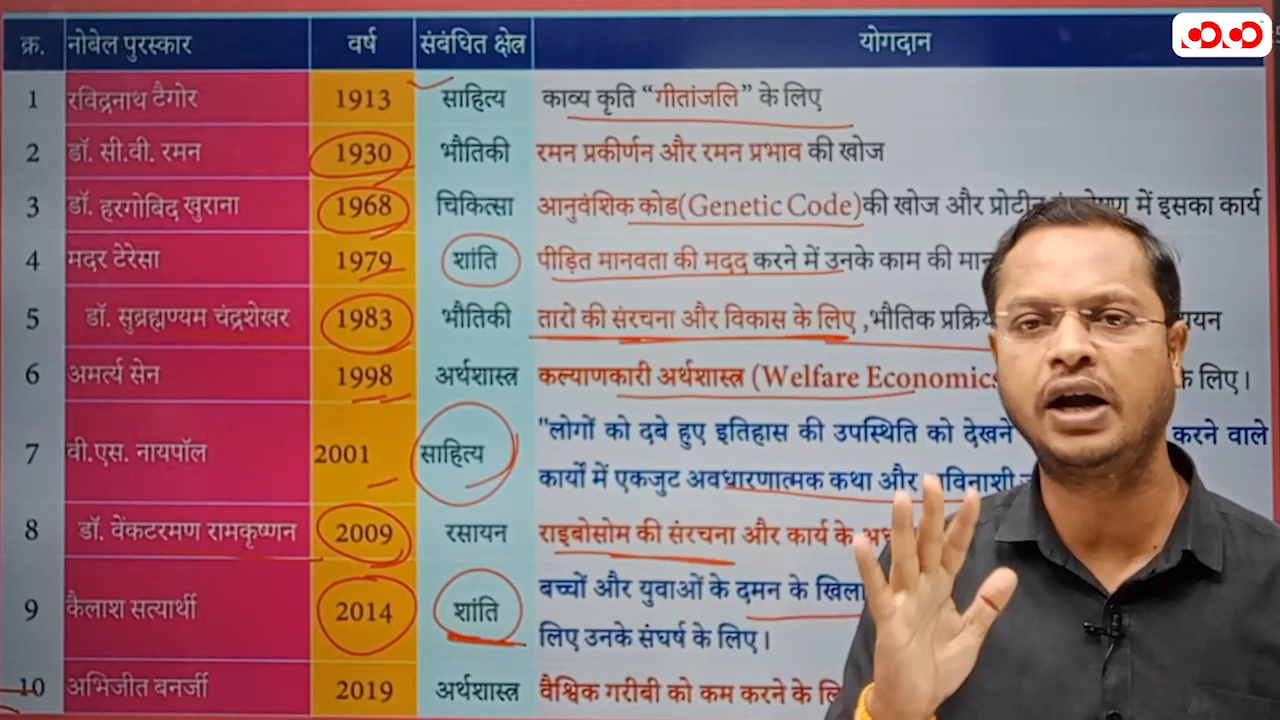 क्र. नोबेल पुरस्कार वर्ष संबंधित क्षेत्र योगदान
1 रविद्रनाथ टैगोर 1913 साहित्य काव्य कृति “गीतांजलि” के लिए
2 डॉ. सी.वी. रमन 1930 भौतिकी रमन प्रकीर्णन और रमन प्रभाव की खोज
3 डॉ. हरगोबिद खुराना 1968 चिकित्सा आनुवंशिक कोड(Genetic Code)की खोज और प्रोटीन में इसका कार्य
4 मदर टेरेसा 1979 शांति पीड़ित मानवता की मदद करने में उनके काम की
5 डॉ. सुब्रह्मण्यम चंद्रशेखर 1983 भौतिकी तारों की संरचना और विकास के लिए ,भौतिक
6 अमर्त्य सेन 1998 अर्थशास्त्र कल्याणकारी अर्थशास्त्र (Welfare Economics के लिए।
7 वी.एस. नायपॉल 2001 साहित्य "लोगों को दबे हुए इतिहास की उपस्थिति को देखने करने वाले
कार्यों में एकजुट अवधारणात्मक कथा और
8 डॉ. वेंकटरमण रामकृष्णन 2009 रसायन राइबोसोम की संरचना और कार्य के
9 कैलाश सत्यार्थी 2014 शांति बच्चों और युवाओं के दमन के
लिए उनके संघर्ष के लिए।
10 अभिजीत बनर्जी 2019 अर्थशास्त्र वैश्विक गरीबी को कम करने के